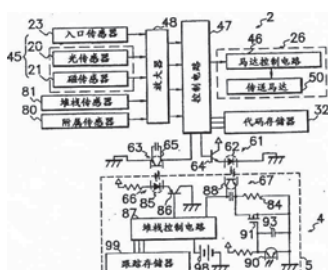 23 48 47 2
入口传感器
45 20 光传感器
21 磁传感器
81 堆栈传感器
80 附属传感器
放大器
控制电路
46 26
马达控制电路
传送马达 50
代码存储器 32
63 65 64 62 61
66 88 67
85 86 84
87
堆栈控制电路
91 93 4
99 98 90 5
跟踪存储器